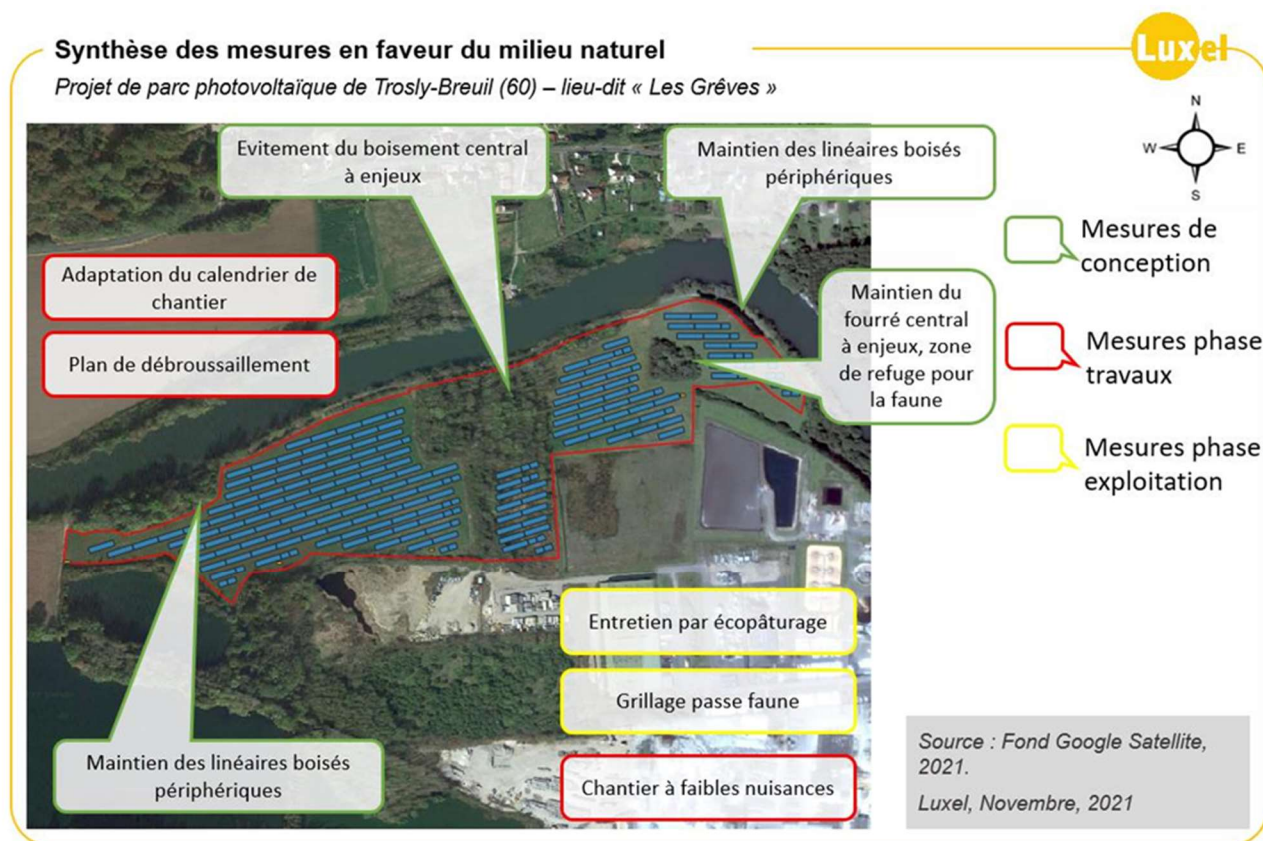 Synthèse des mesures en faveur du milieu naturel
Projet de parc photovoltaïque de Trosly-Breuil (60) – lieu-dit « Les Grêves »
Luxel
N
W
E
S
Evitement du boisement central
à enjeux
Maintien des linéaires boisés
périphériques
Adaptation du calendrier de
chantier
Plan de débroussaillement
Maintien du
fourré central
à enjeux, zone
de refuge pour
la faune
Mesures de
conception
Mesures phase
travaux
Mesures phase
exploitation
Entretien par écopâturage
Grillage passe faune
Chantier à faibles nuisances
Maintien des linéaires boisés
périphériques
Source : Fond Google Satellite,
2021.
Luxel, Novembre, 2021